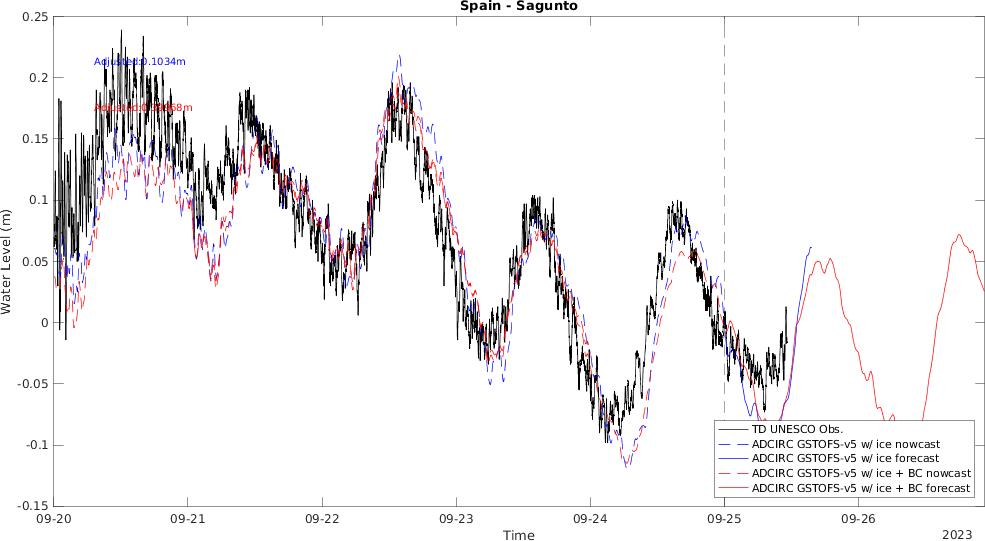 Spain - Sagunto
0.25
0.2
0.15
0.1
0.05
0
-0.05
-0.1
-0.15
Water Level (m)
Adjusted:0.1034m
09-20
09-21
09-22
09-23
09-24
09-25
09-26
Time
2023
TD UNESCO Obs.
ADCIRC GSTOFS-v5 w/ ice nowcast
ADCIRC GSTOFS-v5 w/ ice forecast
ADCIRC GSTOFS-v5 w/ ice + BC nowcast
ADCIRC GSTOFS-v5 w/ ice + BC forecast